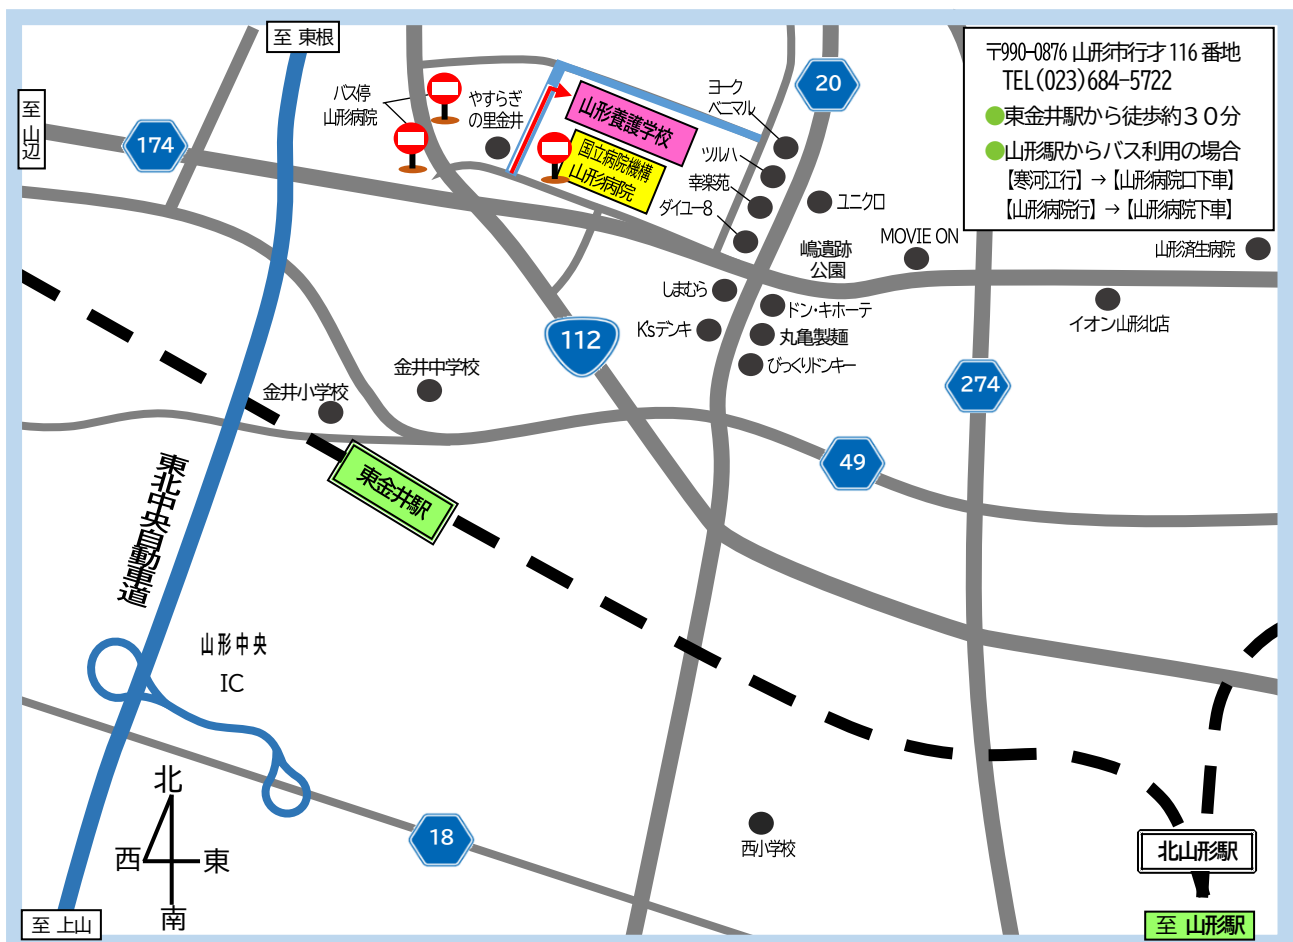 至 東根
〒990-0876 山形市行才 116 番地
TEL(023)684-5722
●東金井駅から徒歩約３０分
●山形駅からバス利用の場合
【寒河江行】→【山形病院口下車】
【山形病院行】→【山形病院下車】
至 山辺
174
バス停
山形病院
やすらぎ
の里金井
山形養護学校
国立病院機構
山形病院
ヨーク
ベニマル
20
ツルハ
幸楽苑
ダイユー8
ユニクロ
嶋遺跡
公園
MOVIE ON
山形済生病院
しまむら
ドン・キホーテ
イオン山形北店
K'sデンキ
丸亀製麺
びっくりドンキー
112
274
金井中学校
金井小学校
49
東金井駅
東北中央自動車道
山形中央
IC
北
西
東
南
18
西小学校
北山形駅
至 上山
至 山形駅